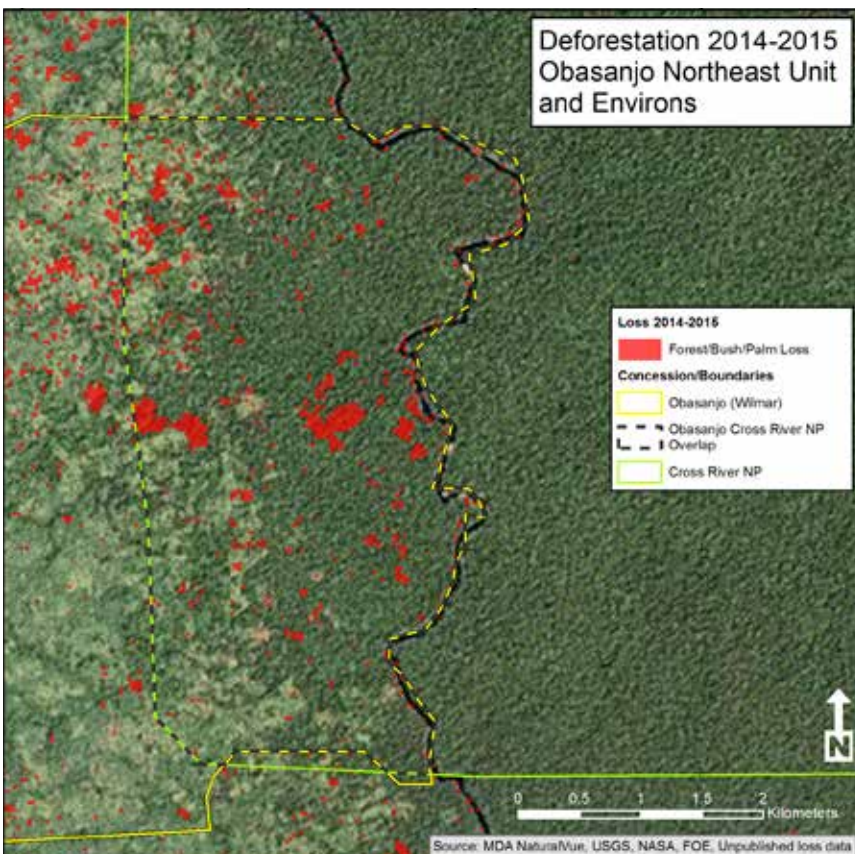 Deforestation 2014-2015
Obasanjo Northeast Unit
and Environs
Loss 2014-2015
Forest/Bush/Palm Loss
Concession/Boundaries
Obasanjo (Wilmar)
Obasanjo Cross River NP
Overlap
Cross River NP
N
0 0.5 1 1.5 2
Kilometers
Source: MDA NaturalVue, USGS, NASA, FOE, Unpublished loss data